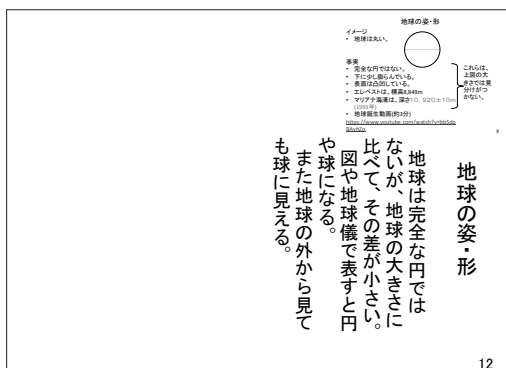 地球の姿・形
イメージ
・ 地球は丸い。
事実
・ 完全な円ではない。
・ 下に少し膨らんでいる。
・ 表面は凸凹している。
・ エレベストは、標高8,849m
・ マリアナ海溝は、深さ10,920±10m
(1993年)
・ 地球誕生動画(約3分)
これらは、
上図の大
きさでは見
分けがつ
かない。
地球の姿・形
地球は完全な円では
ないが、地球の大きさに
比べて、その差が小さい。
図や地球儀で表すと円
や球になる。
また地球の外から見て
も球に見える。
12